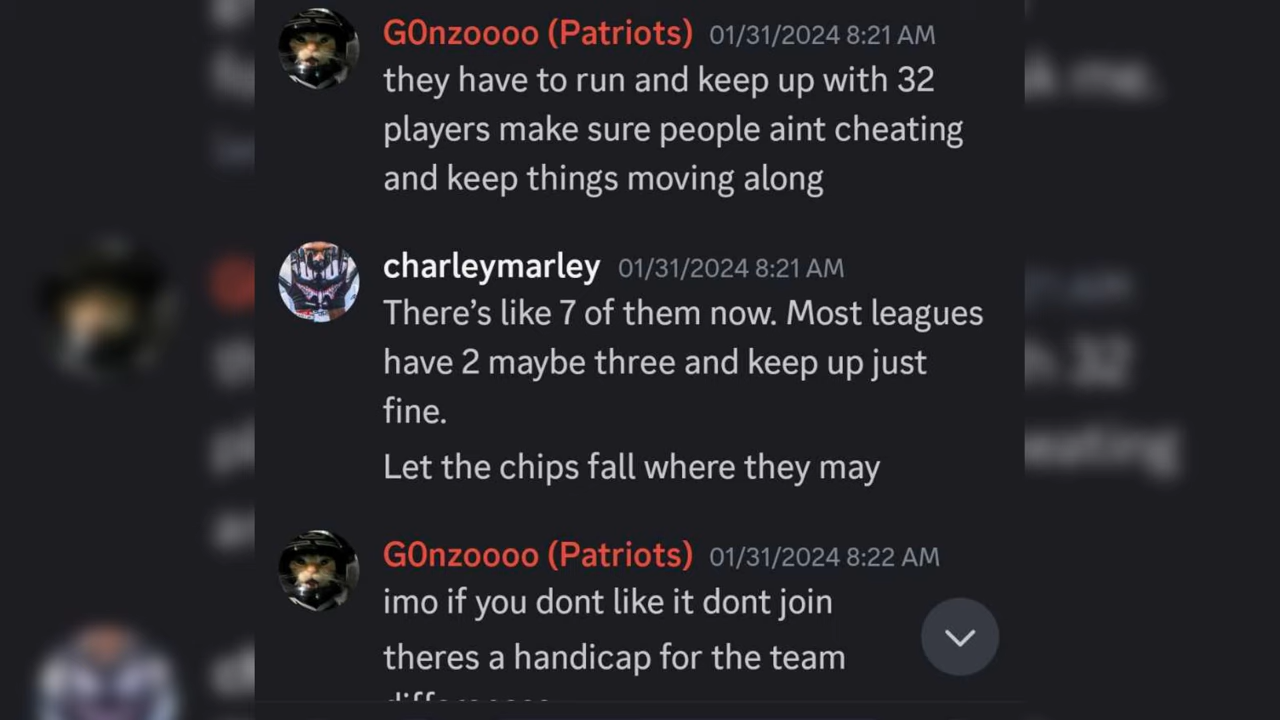 G0nzoooo (Patriots) 01/31/2024 8:21 AM
they have to run and keep up with 32
players make sure people aint cheating
and keep things moving along
charleymarley 01/31/2024 8:21 AM
There's like 7 of them now. Most leagues
have 2 maybe three and keep up just
fine.
Let the chips fall where they may
G0nzoooo (Patriots) 01/31/2024 8:22 AM
imo if you dont like it dont join
theres a handicap for the team